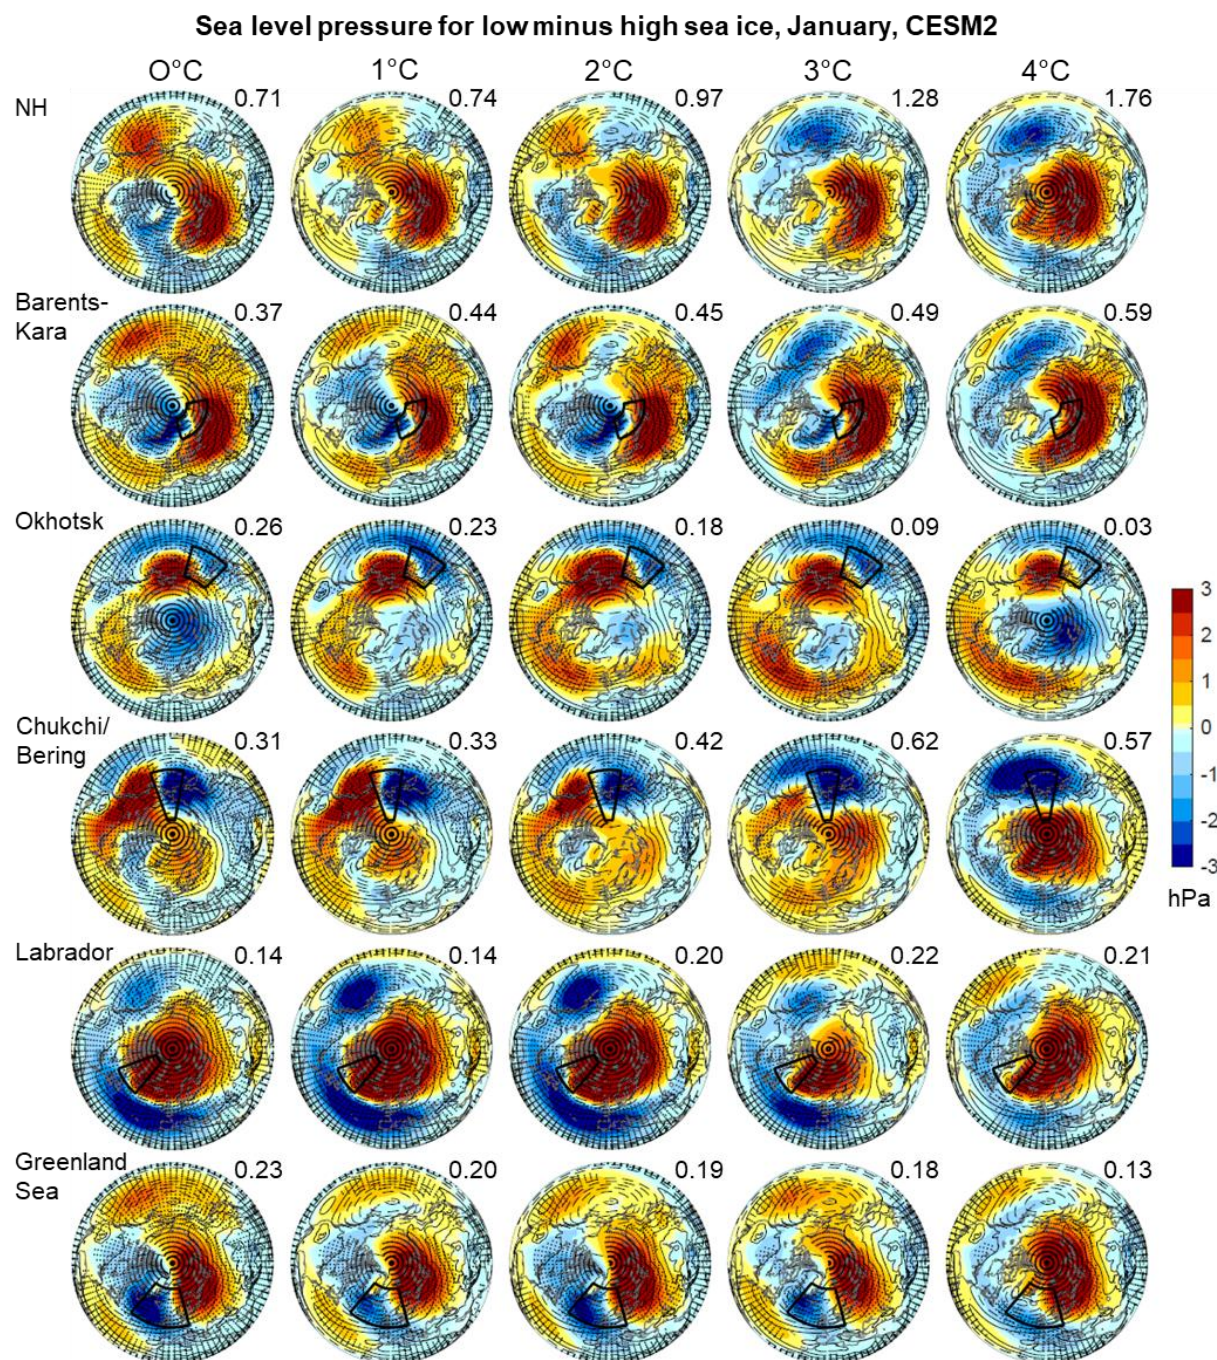 Sea level pressure for low minus high sea ice, January, CESM2
O°C 1°C 2°C 3°C 4°C
NH 0.71 0.74 0.97 1.28 1.76
Barents-
Kara 0.37 0.44 0.45 0.49 0.59
Okhotsk 0.26 0.23 0.18 0.09 0.03
Chukchi/
Bering 0.31 0.33 0.42 0.62 0.57
Labrador 0.14 0.14 0.20 0.22 0.21
Greenland
Sea 0.23 0.20 0.19 0.18 0.13
3
2
1
0
-1
-2
-3
hPa